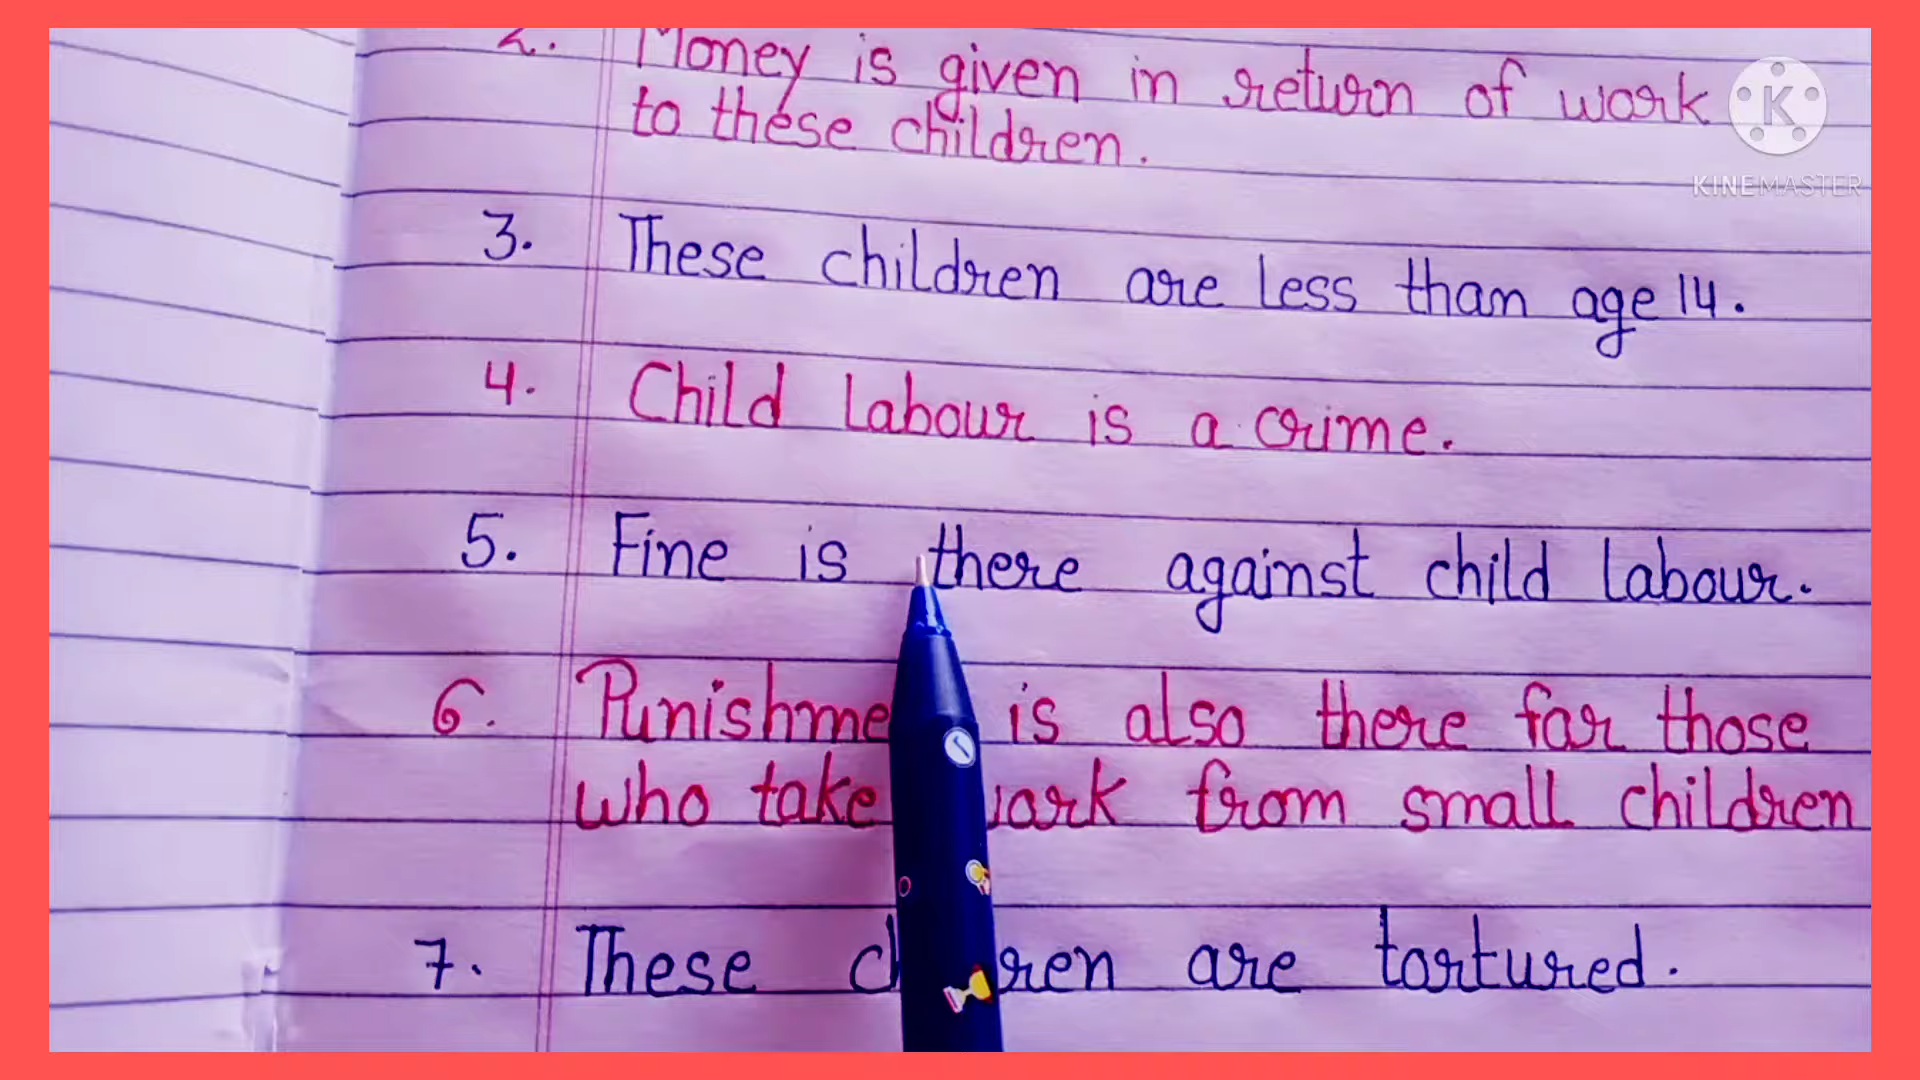 2. Money is given in return of work
to these children.
3. These children are less than age 14.
4. Child labour is a crime.
5. Fine is there against child labour.
6. is also there for those
who take from small children
7. These are tortured.
KINEMASTER